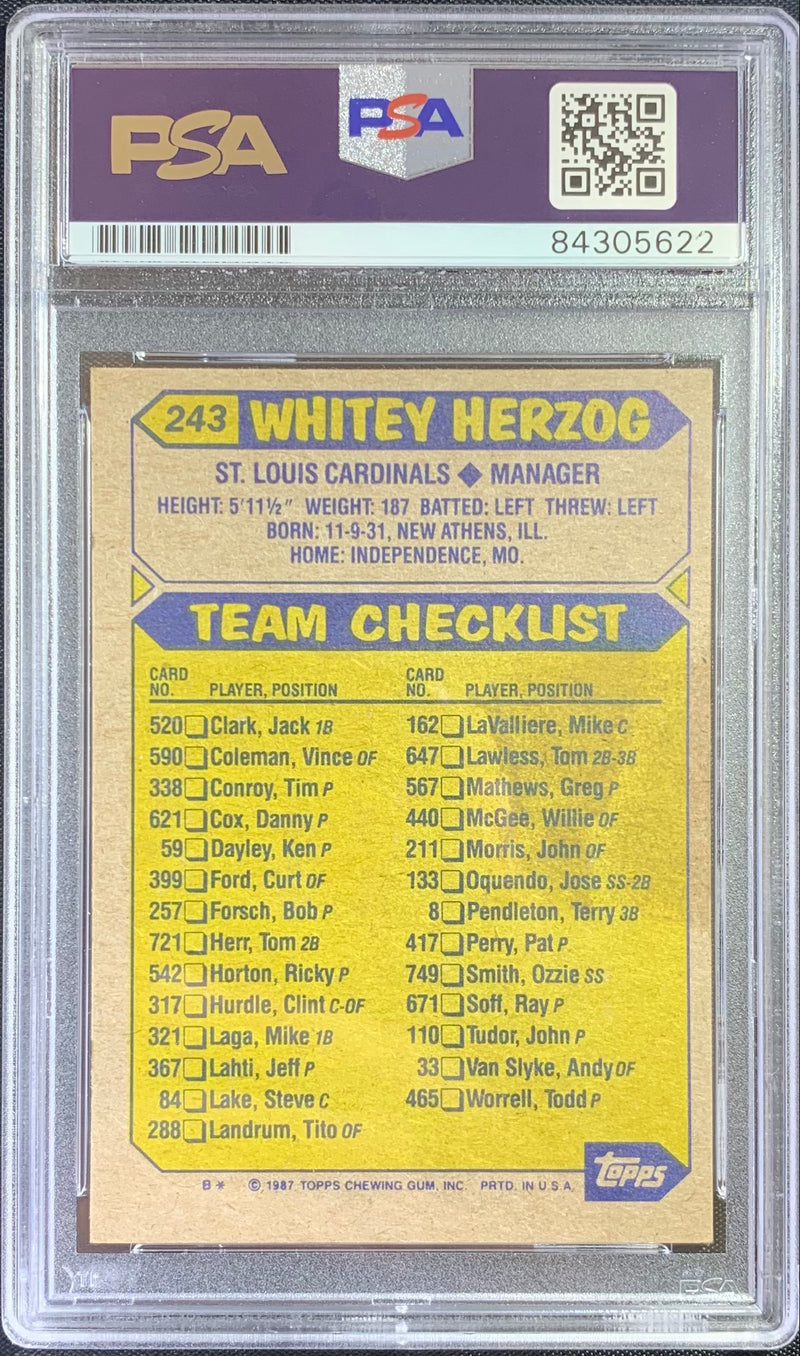 PSA
PSA
84305622
243 WHITEY HERZOG
ST. LOUIS CARDINALS ◆ MANAGER
HEIGHT: 5'11½" WEIGHT: 187 BATTED: LEFT THREW: LEFT
BORN: 11-9-31, NEW ATHENS, ILL.
HOME: INDEPENDENCE, MO.
TEAM CHECKLIST
CARD NO. PLAYER, POSITION
520 Clark, Jack 1B
590 Coleman, Vince OF
338 Conroy, Tim P
621 Cox, Danny P
59 Dayley, Ken P
399 Ford, Curt OF
257 Forsch, Bob P
721 Herr, Tom 2B
542 Horton, Ricky P
317 Hurdle, Clint C-OF
321 Laga, Mike 1B
367 Lahti, Jeff P
84 Lake, Steve C
288 Landrum, Tito OF
CARD NO. PLAYER, POSITION
162 LaValliere, Mike C
647 Lawless, Tom 2B-3B
567 Mathews, Greg P
440 McGee, Willie OF
211 Morris, John OF
133 Oquendo, Jose SS-2B
8 Pendleton, Terry 3B
417 Perry, Pat P
749 Smith, Ozzie SS
671 Soff, Ray P
110 Tudor, John P
33 Van Slyke, Andy OF
465 Worrell, Todd P
Topps
B* © 1987 TOPPS CHEWING GUM, INC. PRTD. IN U.S.A.
PSA